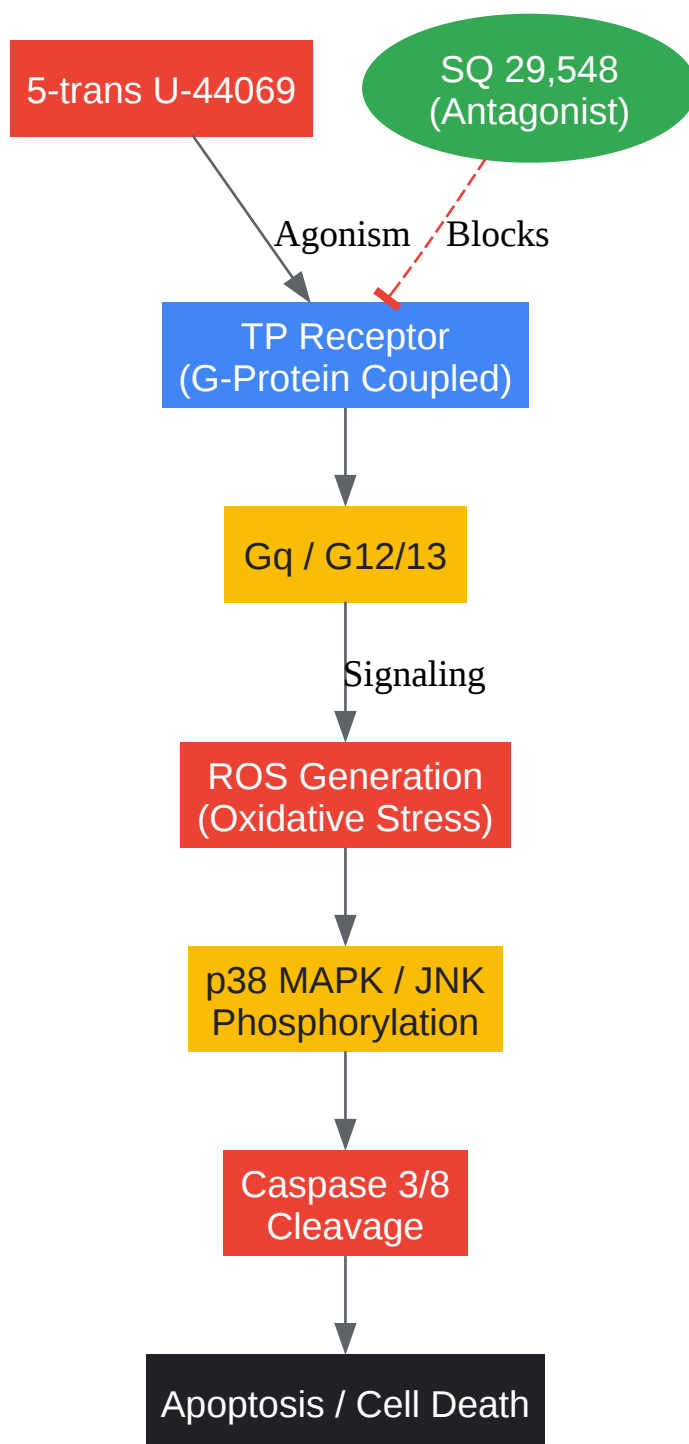 5-trans U-44069
SQ 29,548
(Antagonist)
Agonism
Blocks
TP Receptor
(G-Protein Coupled)
Gq / G12/13
Signaling
ROS Generation
(Oxidative Stress)
p38 MAPK / JNK
Phosphorylation
Caspase 3/8
Cleavage
Apoptosis / Cell Death